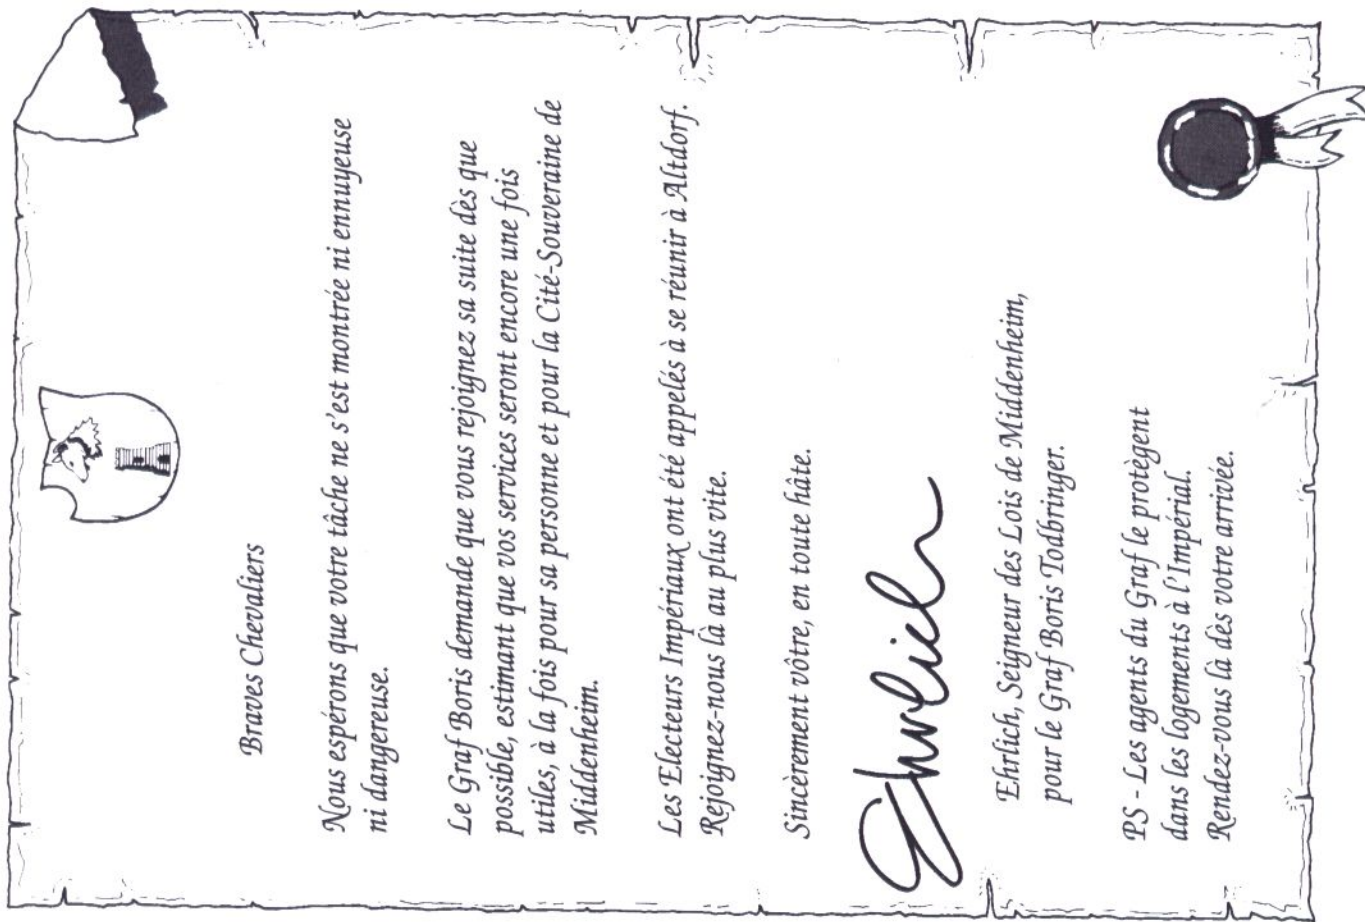 Braves Chevaliers
Nous espérons que votre tâche ne s'est montrée ni ennuyeuse
ni dangereuse.
Le Graf Boris demande que vous rejoignez sa suite dès que
possible, estimant que vos services seront encore une fois
utiles, à la fois pour sa personne et pour la Cité-Souveraine de
Middenheim.
Les Electeurs Impériaux ont été appelés à se réunir à Altdorf.
Rejoignez-nous là au plus vite.
Sincèrement vôtre, en toute hâte.
Ehrlich
Ehrlich, Seigneur des Lois de Middenheim,
pour le Graf Boris Todbringer.
PS - Les agents du Graf le protègent
dans les logements à l'Impérial.
Rendez-vous là dès votre arrivée.